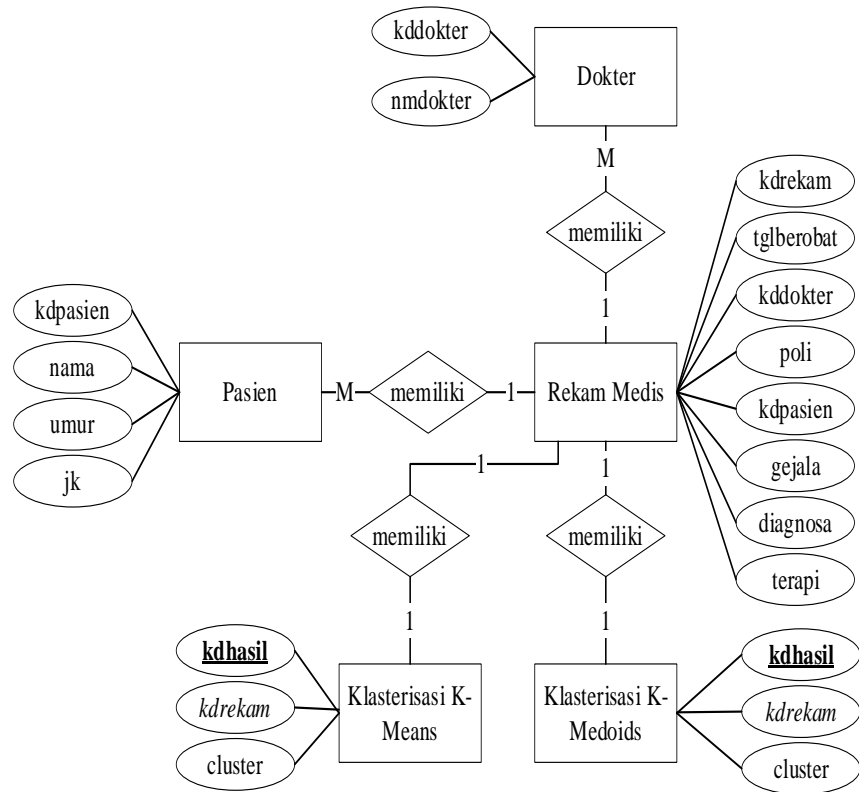 kddokter
nmdokter
Dokter
M
memiliki
1
kdrekam
tglberobat
kddokter
poli
kdpasien
gejala
diagnosa
terapi
kdpasien
nama
umur
jk
Pasien
M
memiliki
1
Rekam Medis
1
memiliki
1
1
memiliki
1
kdhasil
kdrekam
cluster
Klasterisasi K-
Means
Klasterisasi K-
Medoids
kdhasil
kdrekam
cluster